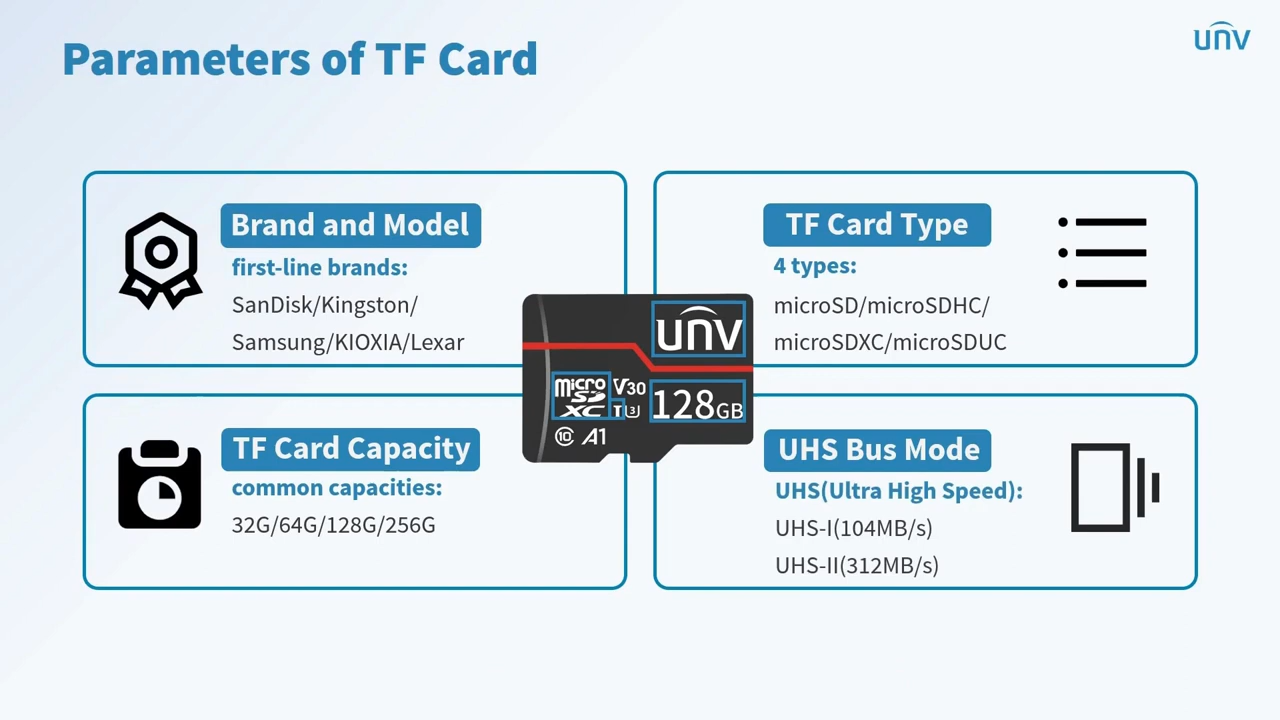 Parameters of TF Card
unv
Brand and Model
first-line brands:
SanDisk/Kingston/
Samsung/KIOXIA/Lexar
TF Card Type
4 types:
microSD/microSDHC/
microSDXC/microSDUC
unv
micro
SD
XC
V30
U3
128GB
10
A1
TF Card Capacity
common capacities:
32G/64G/128G/256G
UHS Bus Mode
UHS(Ultra High Speed):
UHS-I(104MB/s)
UHS-II(312MB/s)